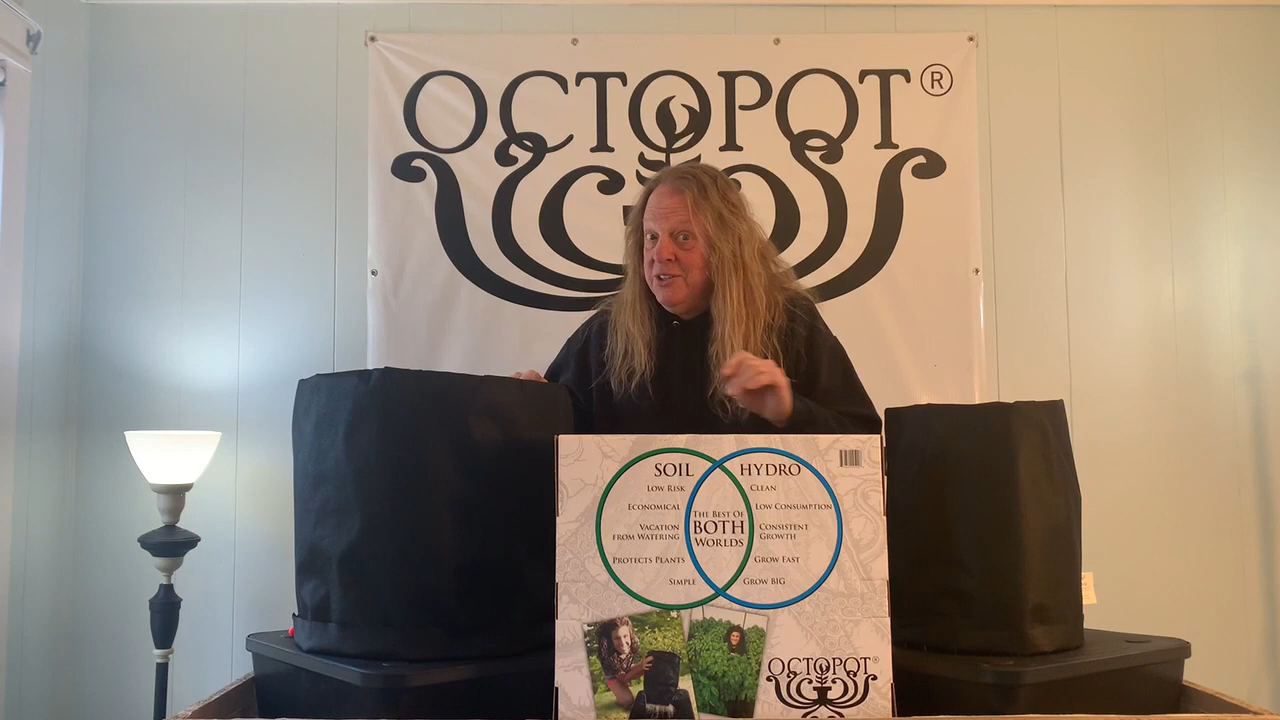 OCTOPOT®
SOIL
LOW RISK
ECONOMICAL
VACATION
FROM WATERING
PROTECTS PLANTS
SIMPLE
THE BEST OF
BOTH
WORLDS
HYDRO
CLEAN
LOW CONSUMPTION
CONSISTENT
GROWTH
GROW FAST
GROW BIG
OCTOPOT®